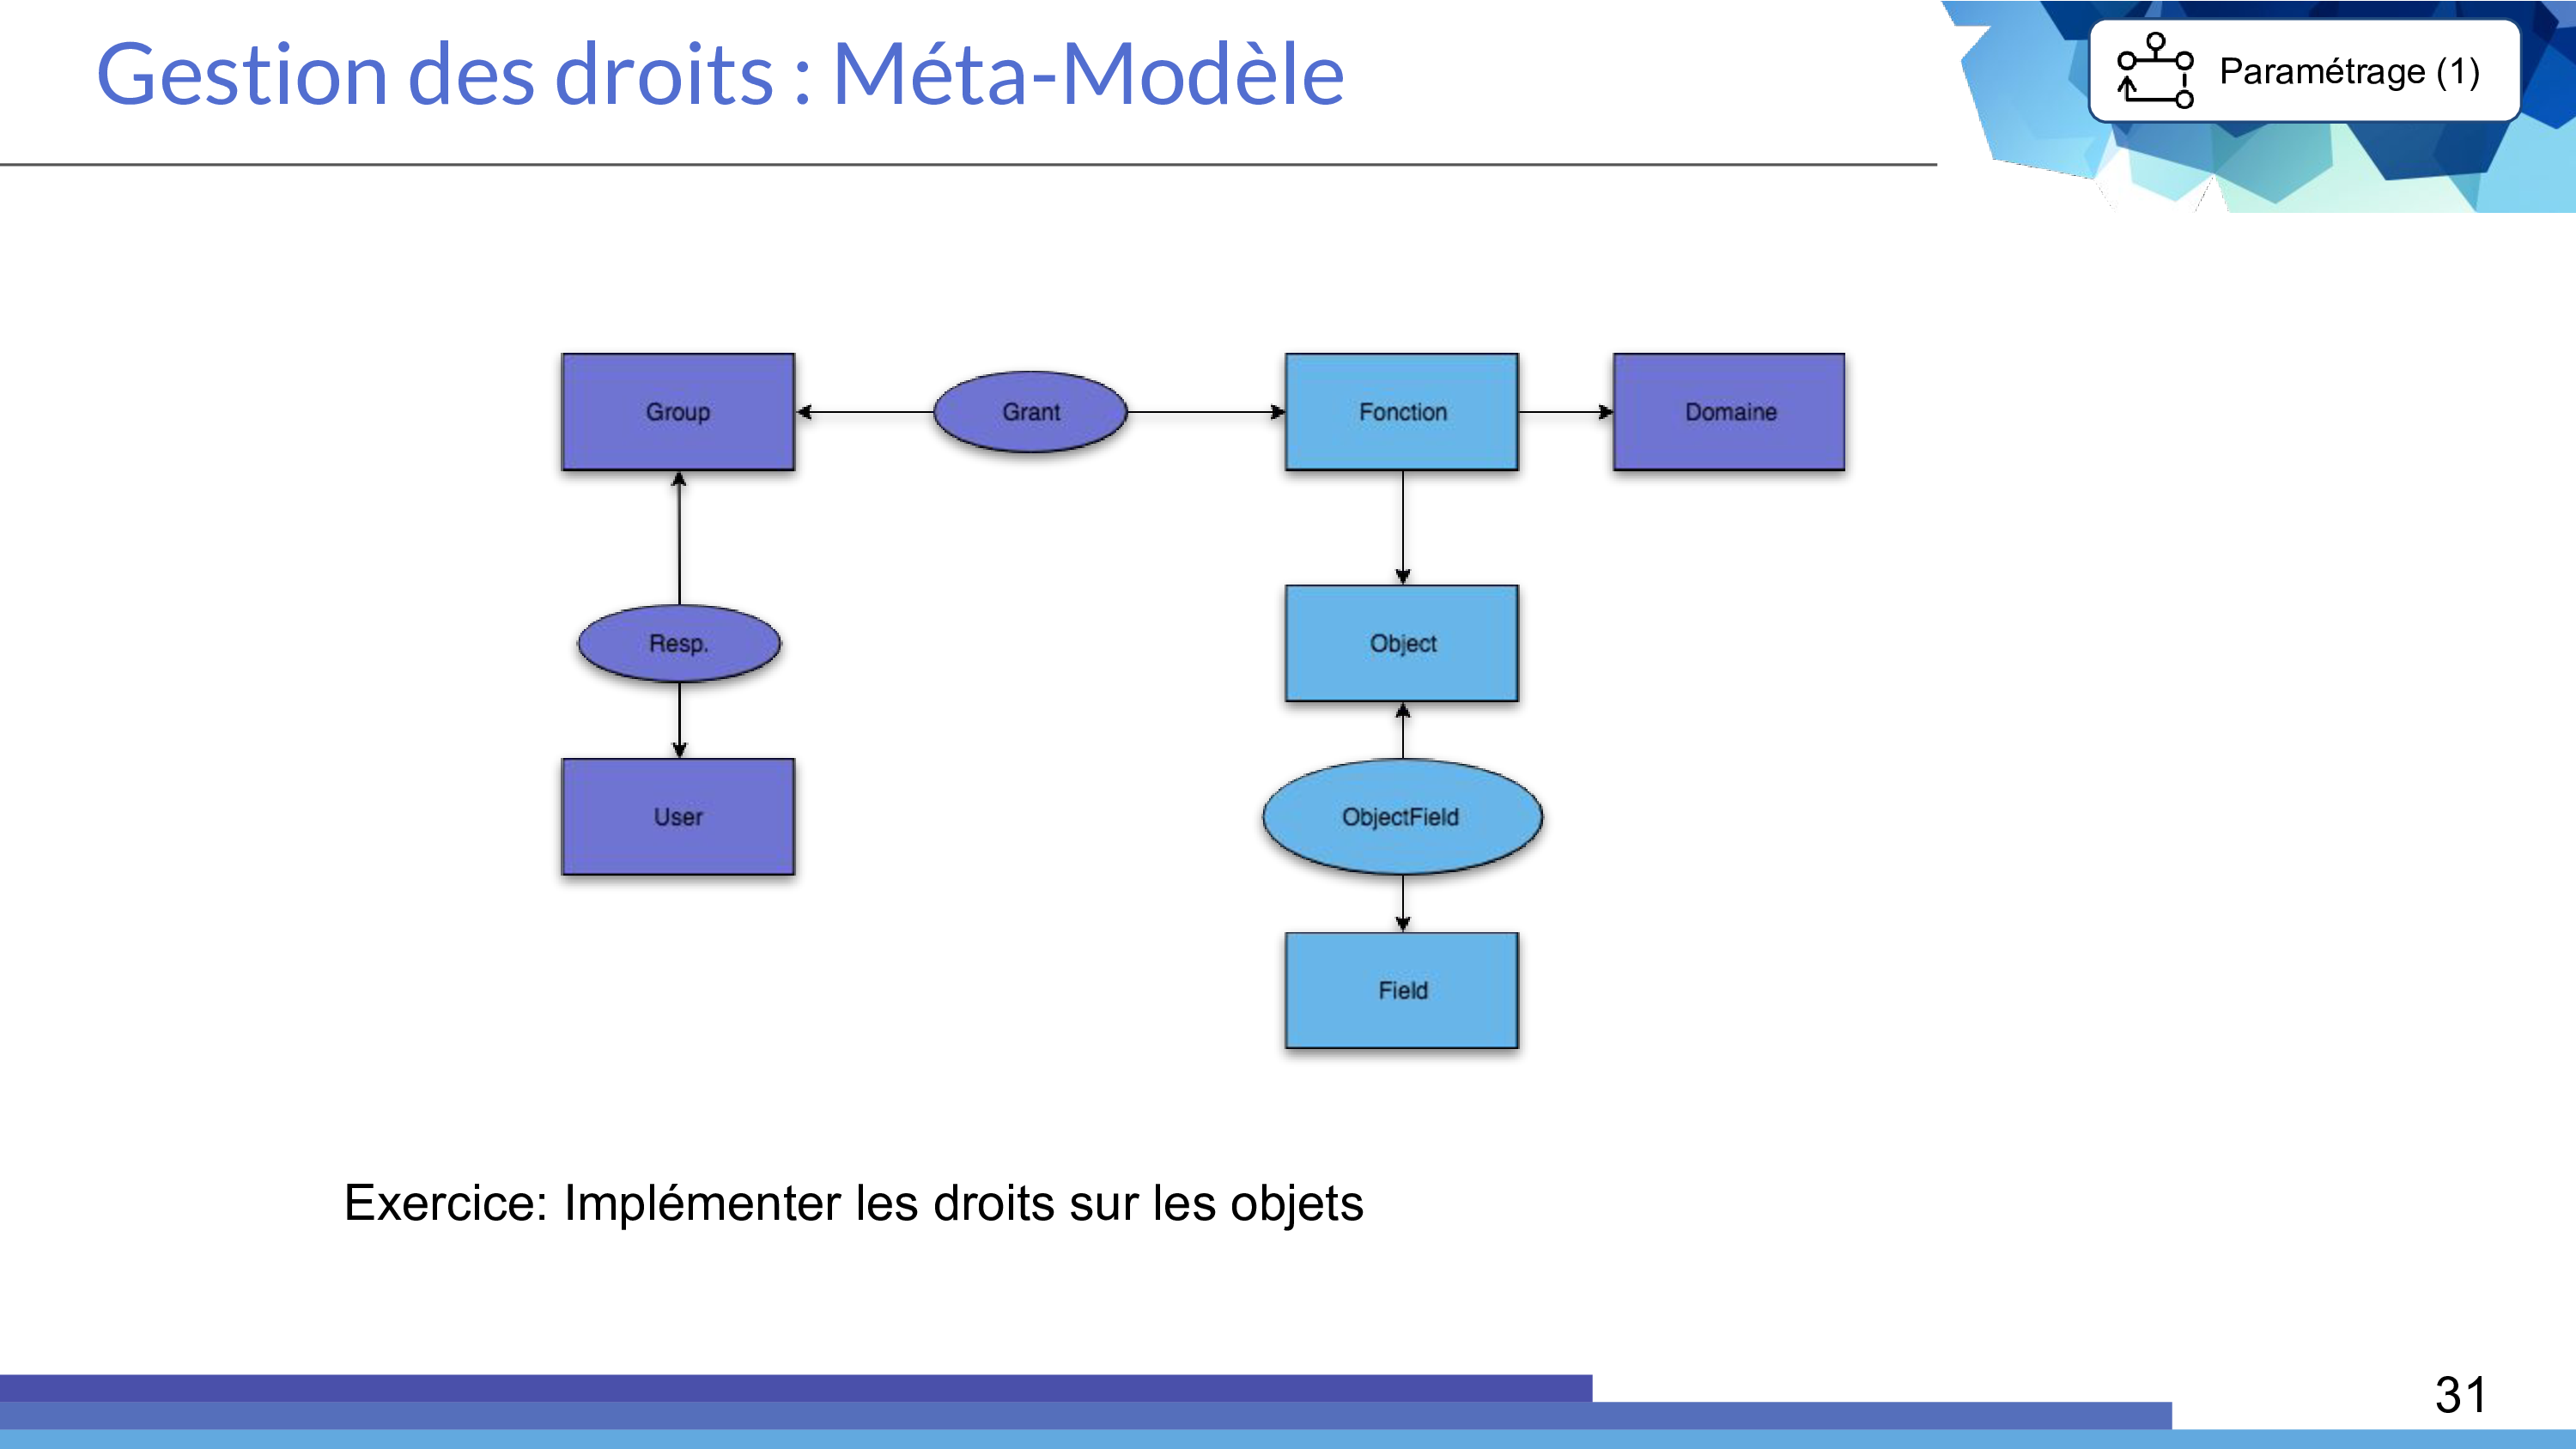 Gestion des droits : Méta-Modèle
Paramétrage (1)
Group
Grant
Fonction
Domaine
Resp.
Object
User
ObjectField
Field
Exercice: Implémenter les droits sur les objets
31